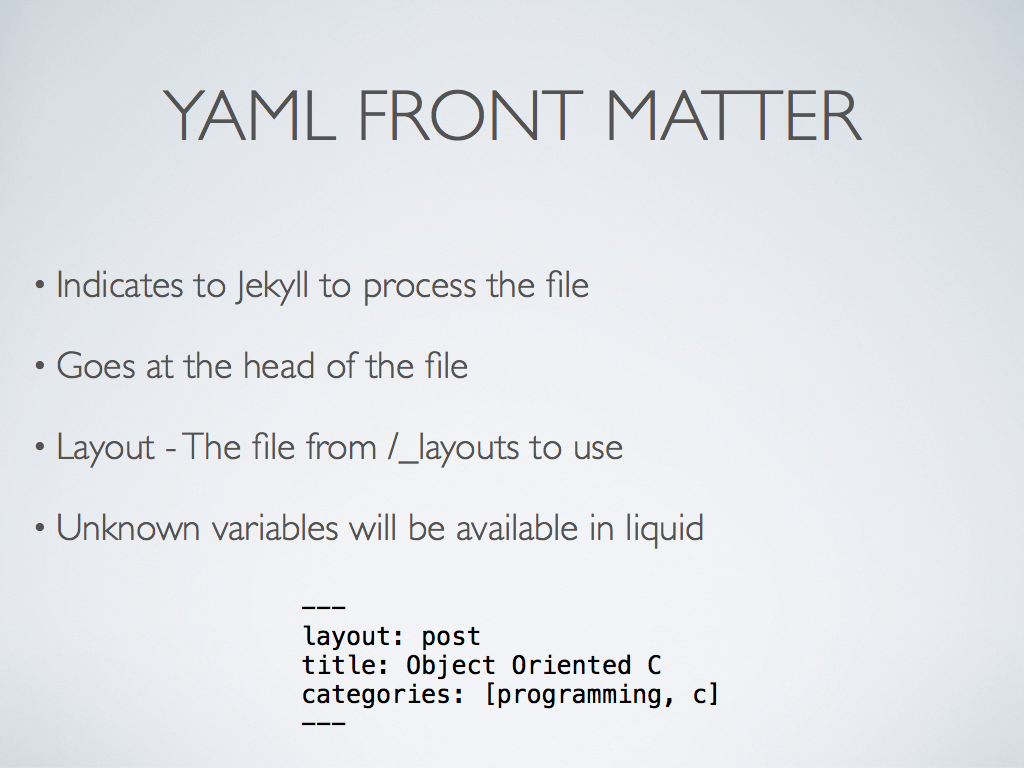 YAML FRONT MATTER
• Indicates to Jekyll to process the file
• Goes at the head of the file
• Layout - The file from /_layouts to use
• Unknown variables will be available in liquid
---
layout: post
title: Object Oriented C
categories: [programming, c]
---